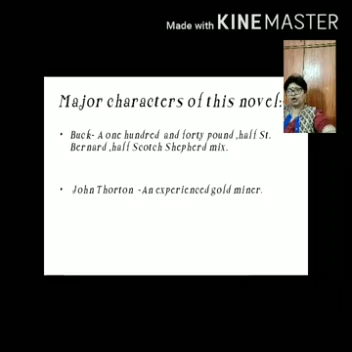 Made with KINEMASTER
Major characters of this novel:
• Buck- A one hundred and forty pound ,half St.
Bernard ,half Scotch Shepherd mix.
• John Thorton -An experienced gold miner.